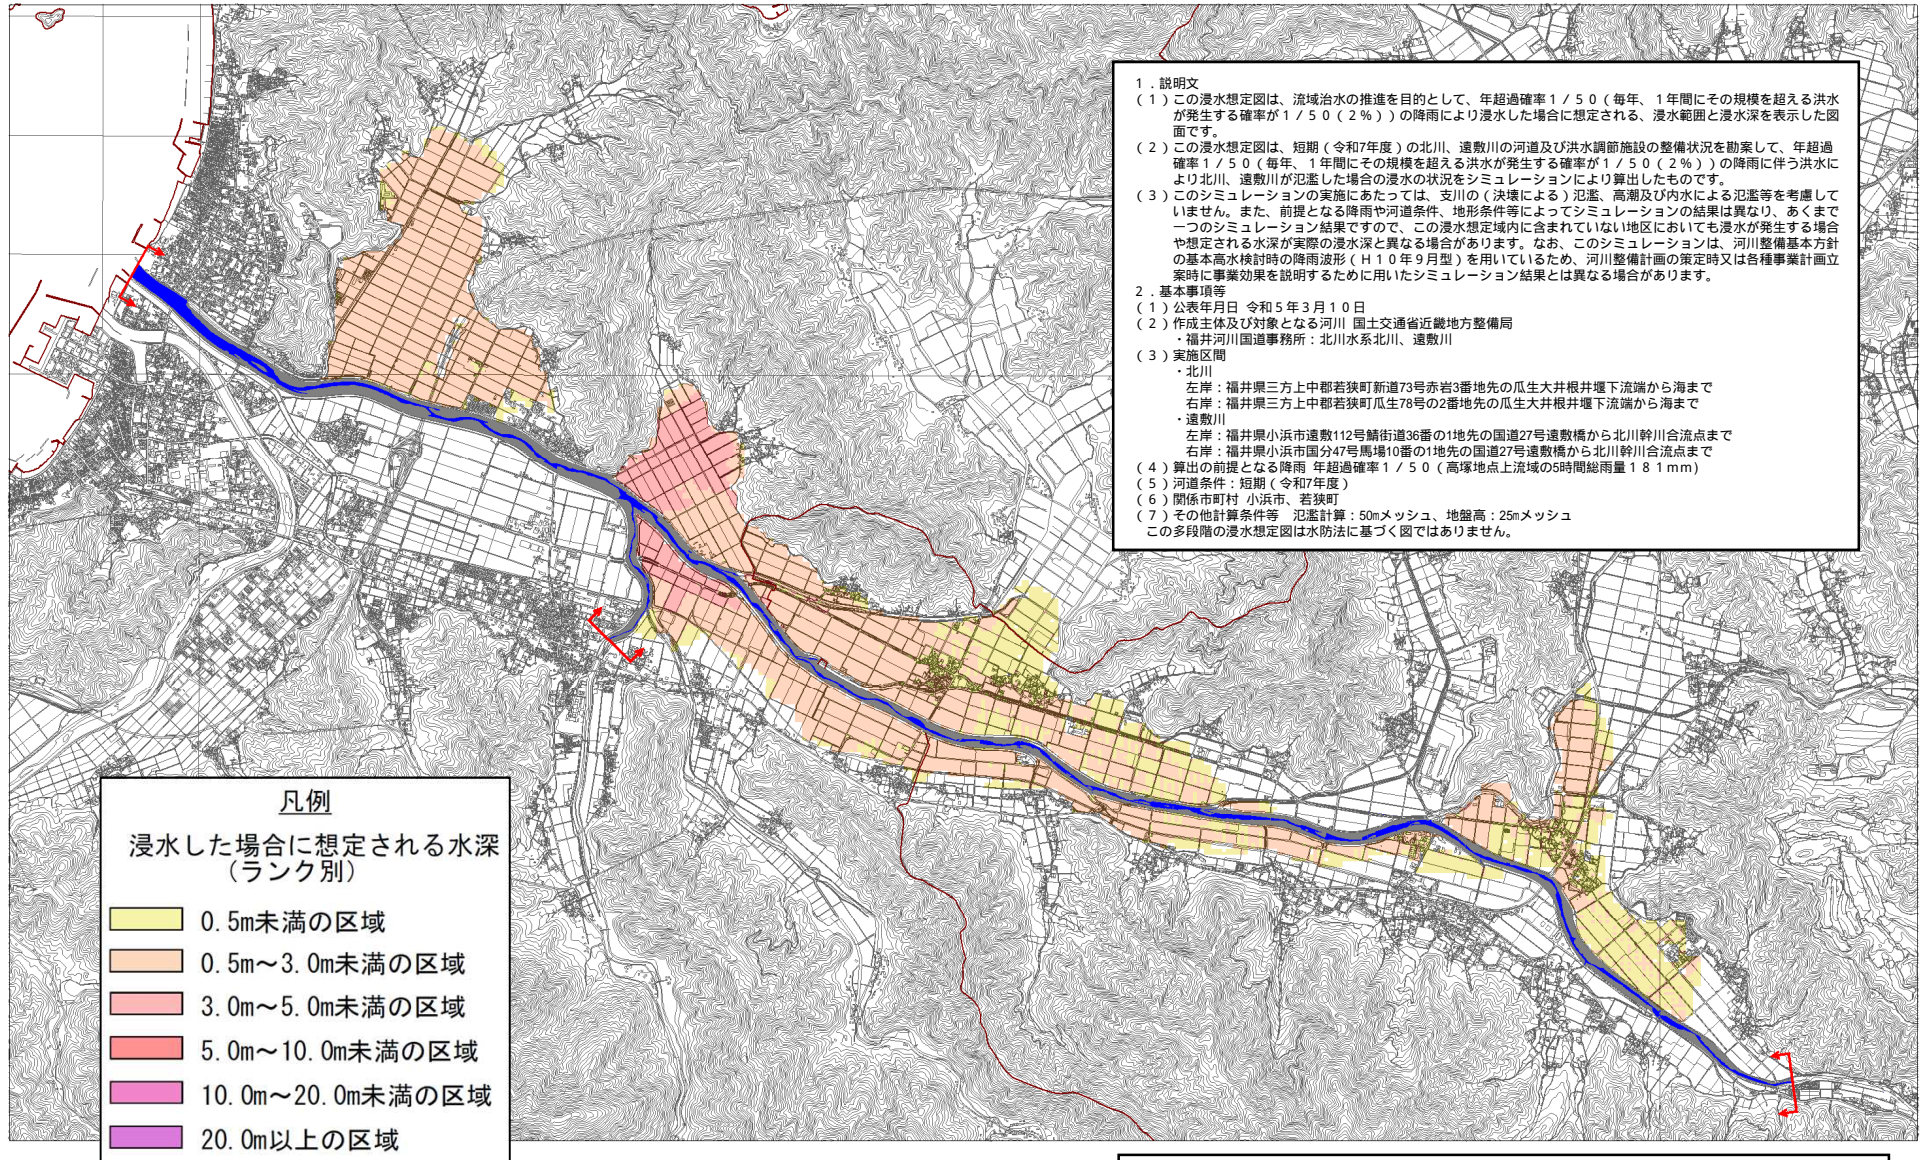 1．説明文
(1)この浸水想定図は、流域治水の推進を目的として、年超過確率1/50(毎年、1年間にその規模を超える洪水
が発生する確率が1/50(2%))の降雨により浸水した場合に想定される、浸水範囲と浸水深を表示した図
面です。
(2)この浸水想定図は、短期(令和7年度)の北川、遠敷川の河道及び洪水調節施設の整備状況を勘案して、年超過
確率1/50(毎年、1年間にその規模を超える洪水が発生する確率が1/50(2%))の降雨に伴う洪水に
より北川、遠敷川が氾濫した場合の浸水の状況をシミュレーションにより算出したものです。
(3)このシミュレーションの実施にあたっては、支川の(決壊による)氾濫、高潮及び内水による氾濫等を考慮して
いません。また、前提となる降雨や河道条件、地形条件等によってシミュレーションの結果は異なり、あくまで
一つのシミュレーション結果ですので、この浸水想定域内に含まれていない地区においても浸水が発生する場合
や想定される水深が実際の浸水深と異なる場合があります。なお、このシミュレーションは、河川整備基本方針
の基本高水検討時の降雨波形(H10年9月型)を用いているため、河川整備計画の策定時又は各種事業計画立
案時に事業効果を説明するために用いたシミュレーション結果とは異なる場合があります。
2．基本事項等
(1)公表年月日 令和5年3月10日
(2)作成主体及び対象となる河川 国土交通省近畿地方整備局
・福井河川国道事務所：北川水系北川、遠敷川
(3)実施区間
・北川
左岸：福井県三方上中郡若狭町新道73号赤岩3番地先の瓜生大井根井堰下流端から海まで
右岸：福井県三方上中郡若狭町瓜生78号の2番地先の瓜生大井根井堰下流端から海まで
・遠敷川
左岸：福井県小浜市遠敷112号鯖街道36番の1地先の国道27号遠敷橋から北川幹川合流点まで
右岸：福井県小浜市国分47号馬場10番の1地先の国道27号遠敷橋から北川幹川合流点まで
(4)算出の前提となる降雨 年超過確率1/50(高塚地点上流域の5時間総雨量181mm)
(5)河道条件：短期(令和7年度)
(6)関係市町村 小浜市、若狭町
(7)その他計算条件等 氾濫計算：50mメッシュ、地盤高：25mメッシュ
この多段階の浸水想定図は水防法に基づく図ではありません。
凡例
浸水した場合に想定される水深
(ランク別)
0.5m未満の区域
0.5m～3.0m未満の区域
3.0m～5.0m未満の区域
5.0m～10.0m未満の区域
10.0m～20.0m未満の区域
20.0m以上の区域